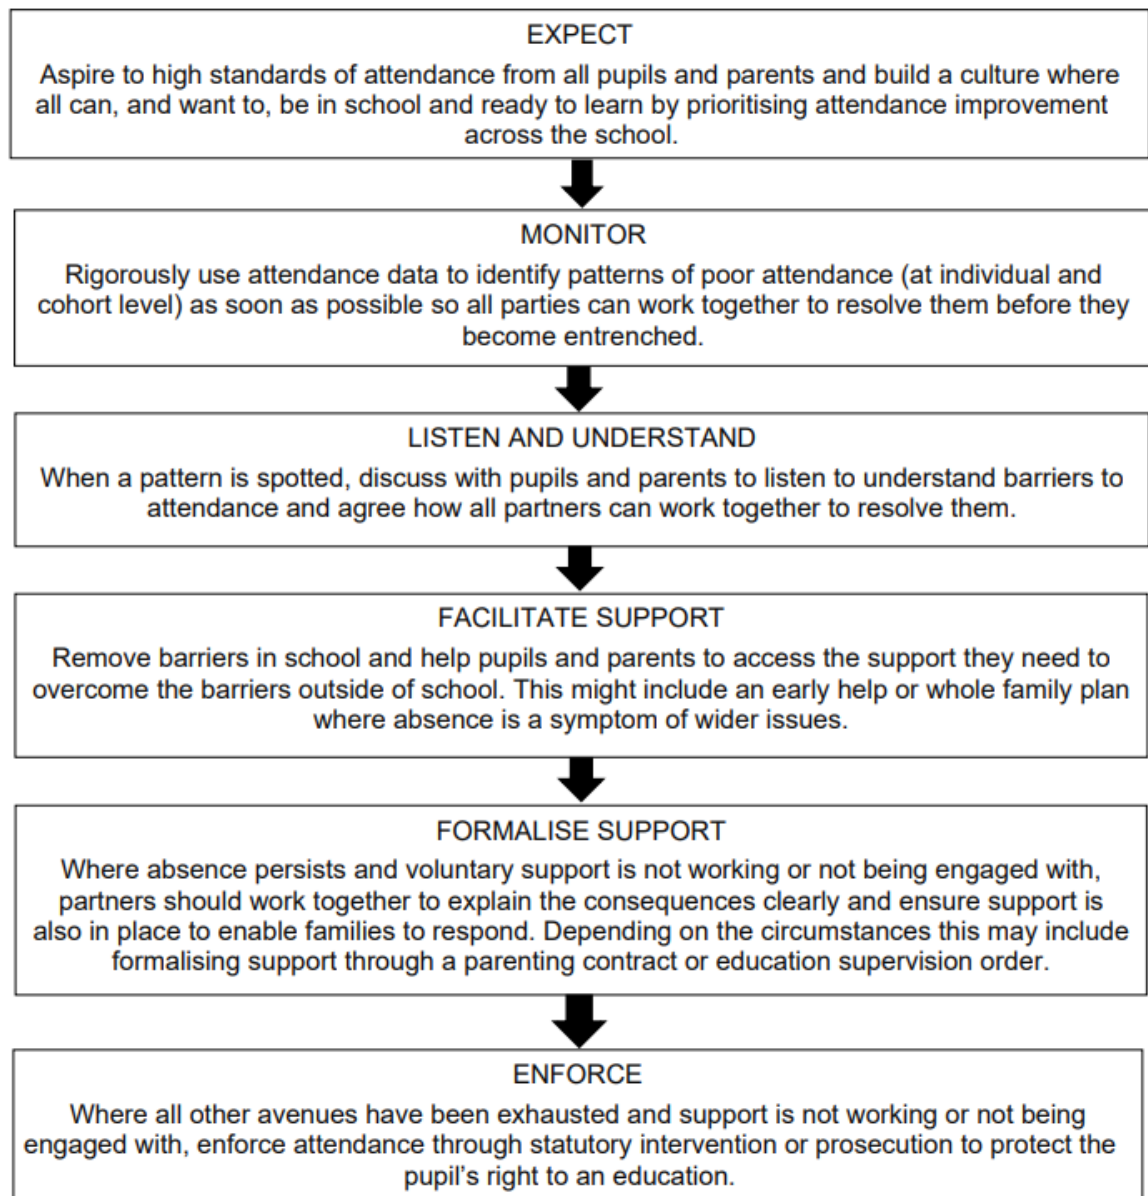 EXPECT
Aspire to high standards of attendance from all pupils and parents and build a culture where
all can, and want to, be in school and ready to learn by prioritising attendance improvement
across the school.
MONITOR
Rigorously use attendance data to identify patterns of poor attendance (at individual and
cohort level) as soon as possible so all parties can work together to resolve them before they
become entrenched.
LISTEN AND UNDERSTAND
When a pattern is spotted, discuss with pupils and parents to listen to understand barriers to
attendance and agree how all partners can work together to resolve them.
FACILITATE SUPPORT
Remove barriers in school and help pupils and parents to access the support they need to
overcome the barriers outside of school. This might include an early help or whole family plan
where absence is a symptom of wider issues.
FORMALISE SUPPORT
Where absence persists and voluntary support is not working or not being engaged with,
partners should work together to explain the consequences clearly and ensure support is
also in place to enable families to respond. Depending on the circumstances this may include
formalising support through a parenting contract or education supervision order.
ENFORCE
Where all other avenues have been exhausted and support is not working or not being
engaged with, enforce attendance through statutory intervention or prosecution to protect the
pupil's right to an education.